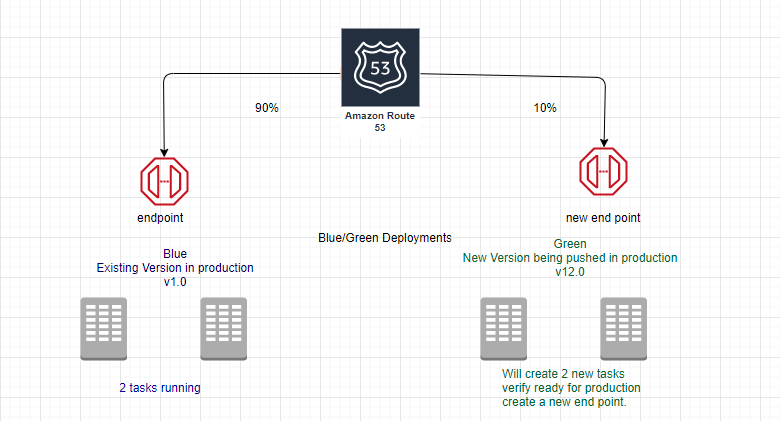 53
Amazon Route
53
90%
10%
endpoint
new end point
Blue/Green Deployments
Blue
Existing Version in production
v1.0
Green
New Version being pushed in production
v12.0
2 tasks running
Will create 2 new tasks
verify ready for production
create a new end point.